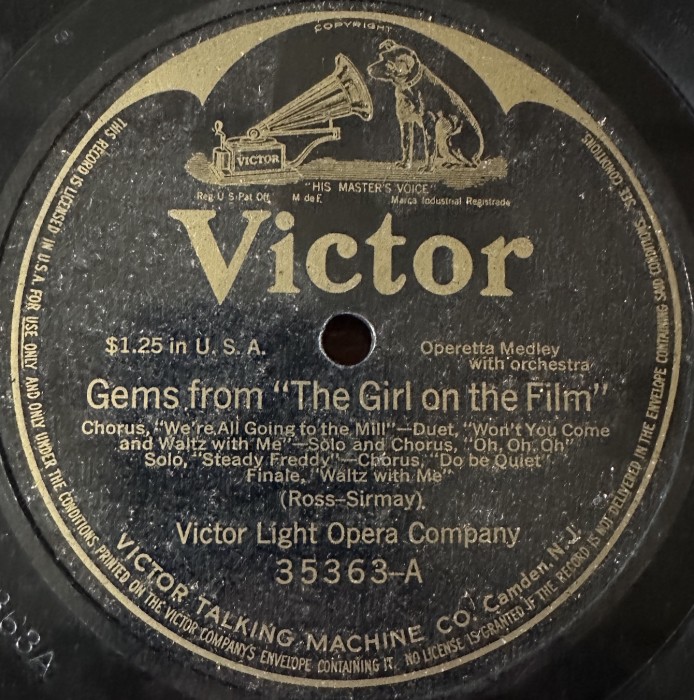 COPYRIGHT
VICTOR
"HIS MASTER'S VOICE"
Reg. U.S. Pat. Off. M de F. Marca Industrial Registrada
Victor
$1.25 in U. S. A.
Operetta Medley
with orchestra
Gems from "The Girl on the Film"
Chorus, "We're All Going to the Mill"—Duet, "Won't You Come
and Waltz with Me"—Solo and Chorus, "Oh, Oh, Oh"
Solo, "Steady Freddy"—Chorus, "Do be Quiet"
Finale, "Waltz with Me"
(Ross–Sirmay)
Victor Light Opera Company
35363–A
VICTOR TALKING MACHINE CO. Camden, N.J.
THIS RECORD IS LICENSED IN U.S.A. FOR USE ONLY AND ONLY UNDER THE CONDITIONS PRINTED ON THE VICTOR COMPANY'S ENVELOPE CONTAINING IT. NO LICENSE IS GRANTED IF THE RECORD IS NOT DELIVERED IN THE ENVELOPE CONTAINING SAID CONDITIONS. SEE CONDITIONS.
363A